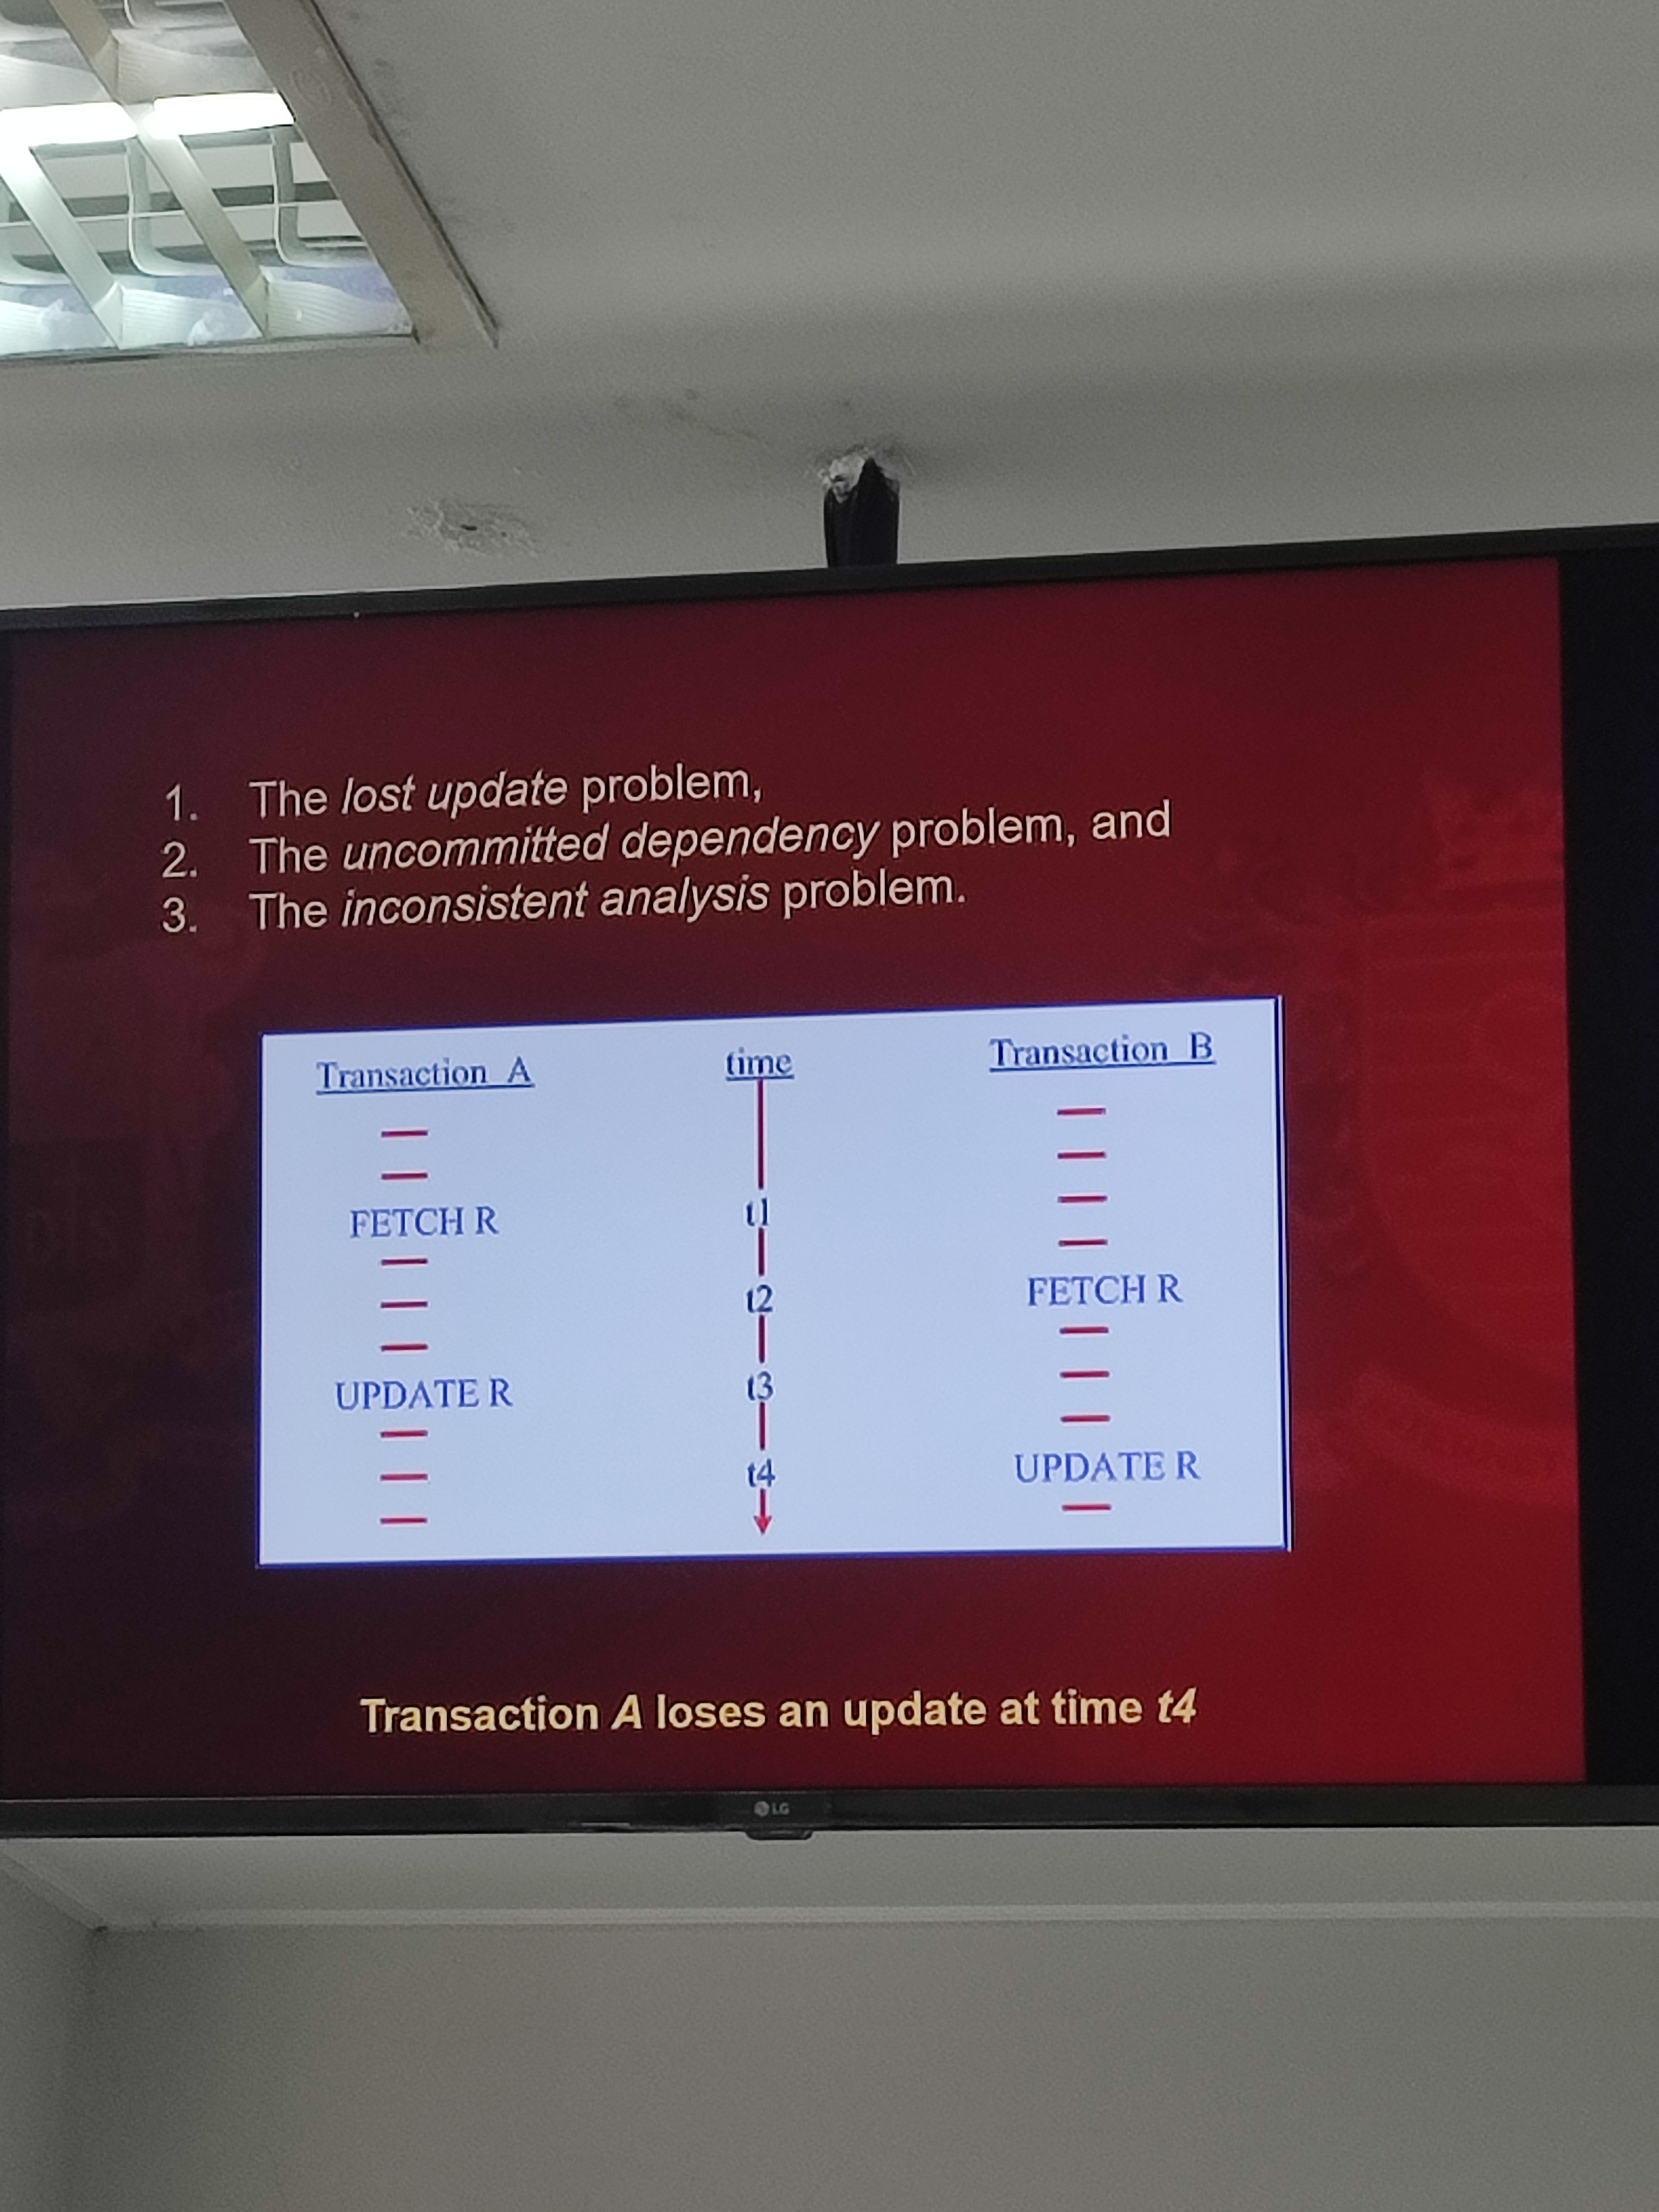 1. The lost update problem,
2. The uncommitted dependency problem, and
3. The inconsistent analysis problem.
Transaction A time Transaction B
FETCH R t1
t2 FETCH R
UPDATE R t3
t4 UPDATE R
Transaction A loses an update at time t4
LG